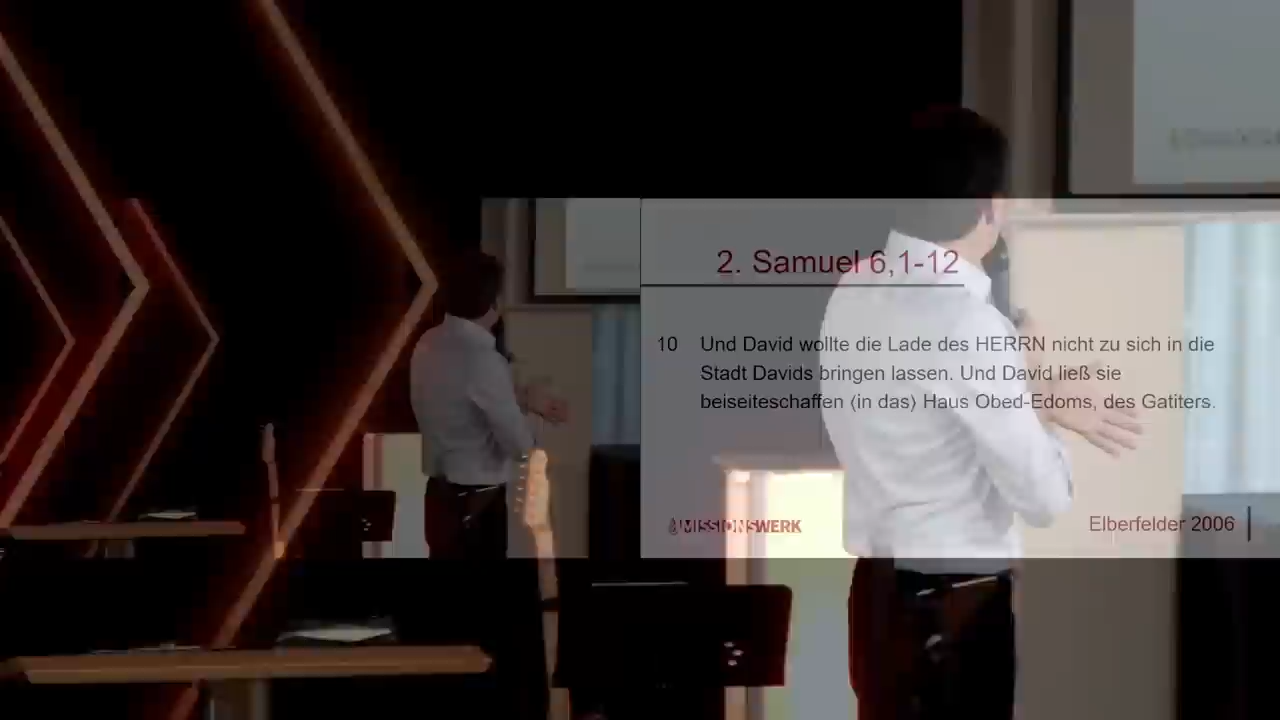 2. Samuel 6,1-12
10 Und David wollte die Lade des HERRN nicht zu sich in die
Stadt Davids bringen lassen. Und David ließ sie
beiseiteschaffen (in das) Haus Obed-Edoms, des Gatiters.
MISSIONSWERK
Elberfelder 2006